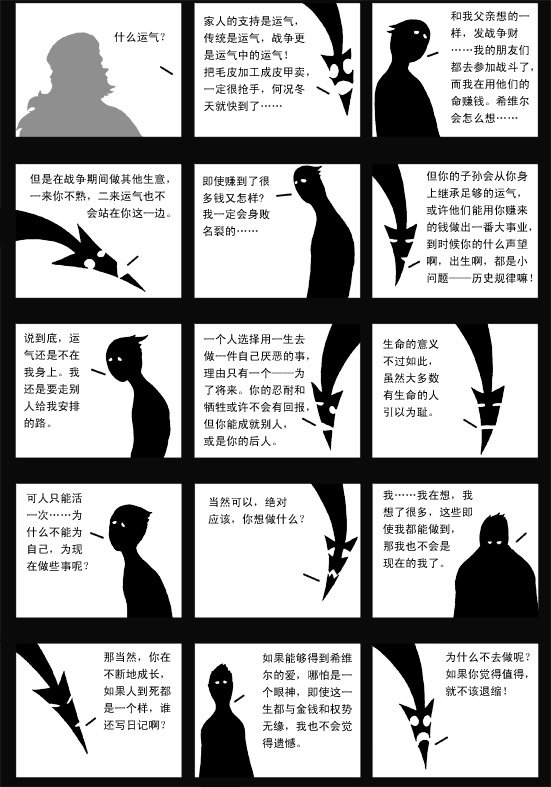 什么运气？
家人的支持是运气，
传统是运气，战争更
是运气中的运气！
把毛皮加工成皮甲卖，
一定很抢手，何况冬
天就快到了……
和我父亲想的一
样，发战争财
……我的朋友们
都去参加战斗了，
而我在用他们的
命赚钱。希维尔
会怎么想……
但是在战争期间做其他生意，
一来你不熟，二来运气也不
会站在你这一边。
即使赚到了很
多钱又怎样？
我一定会身败
名裂的……
但你的子孙会从你身
上继承足够的运气，
或许他们能用你赚来
的钱做出一番大事业，
到时候你的什么声望
啊，出生啊，都是小
问题——历史规律嘛！
说到底，运
气还是不在
我身上。我
还是要走别
人给我安排
的路。
一个人选择用一生去
做一件自己厌恶的事，
理由只有一个——为
了将来。你的忍耐和
牺牲或许不会有回报，
但你能成就别人，
或是你的后人。
生命的意义
不过如此，
虽然大多数
有生命的人
引以为耻。
可人只能活
一次……为
什么不能为
自己，为现
在做些事呢？
当然可以，绝对
应该，你想做什么？
我……我在想，我
想了很多，这些即
使我都能做到，
那我也不会是
现在的我了。
那当然，你在
不断地成长，
如果人到死都
是一个样，谁
还写日记啊？
如果能够得到希维
尔的爱，哪怕是一
个眼神，即使这一
生都与金钱和权势
无缘，我也不会觉
得遗憾。
为什么不去做呢？
如果你觉得值得，
就不该退缩！